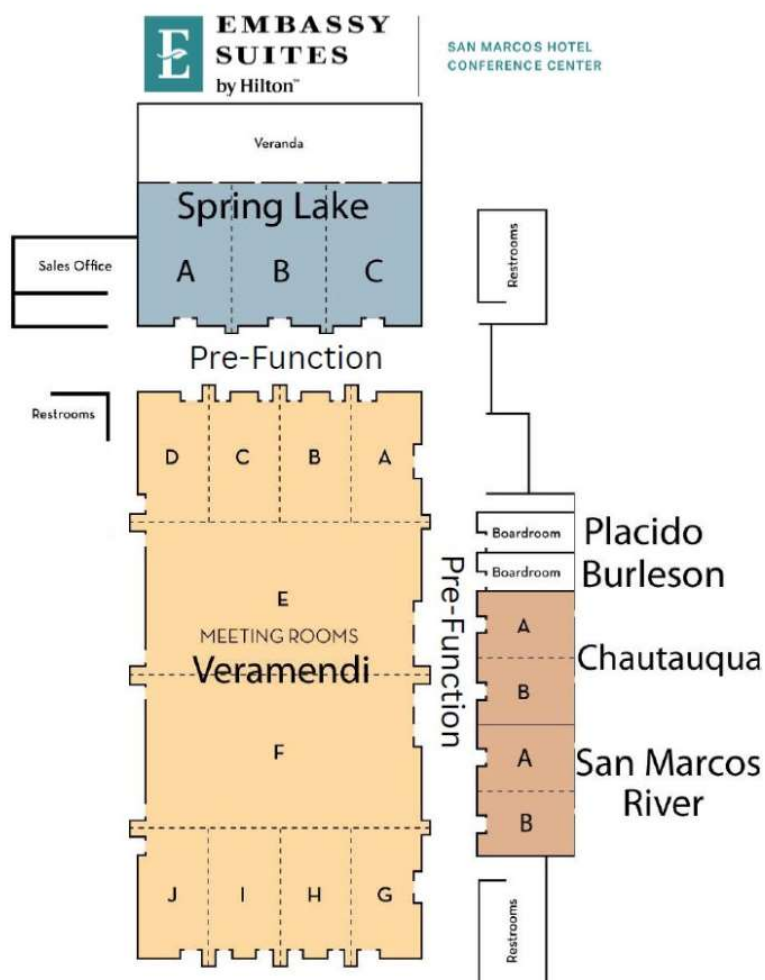 EMBASSY
SUITES
by Hilton™
SAN MARCOS HOTEL
CONFERENCE CENTER
Veranda
Spring Lake
A B C
Sales Office
Restrooms
Pre-Function
Restrooms
D C B A
Boardroom Placido
Boardroom Burleson
Pre-Function
E
MEETING ROOMS
Veramendi
F
A
Chautauqua
B
A
San Marcos
River
B
J I H G
Restrooms